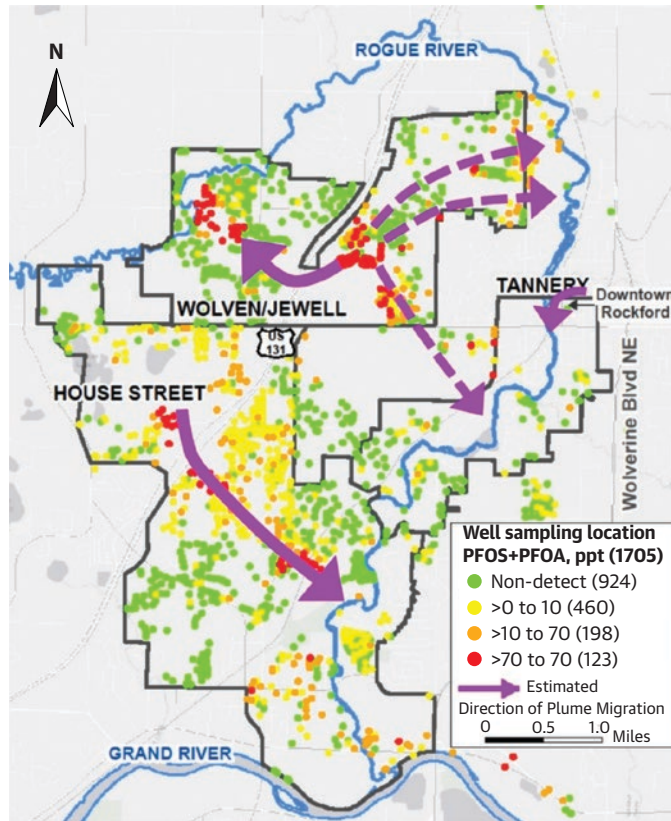 N
ROGUE RIVER
TANNERY
Downtown
Rockford
WOLVEN/JEWELL
US
131
HOUSE STREET
Wolverine Blvd NE
GRAND RIVER
Well sampling location
PFOS+PFOA, ppt (1705)
Non-detect (924)
>0 to 10 (460)
>10 to 70 (198)
>70 to 70 (123)
Estimated
Direction of Plume Migration
0 0.5 1.0
Miles